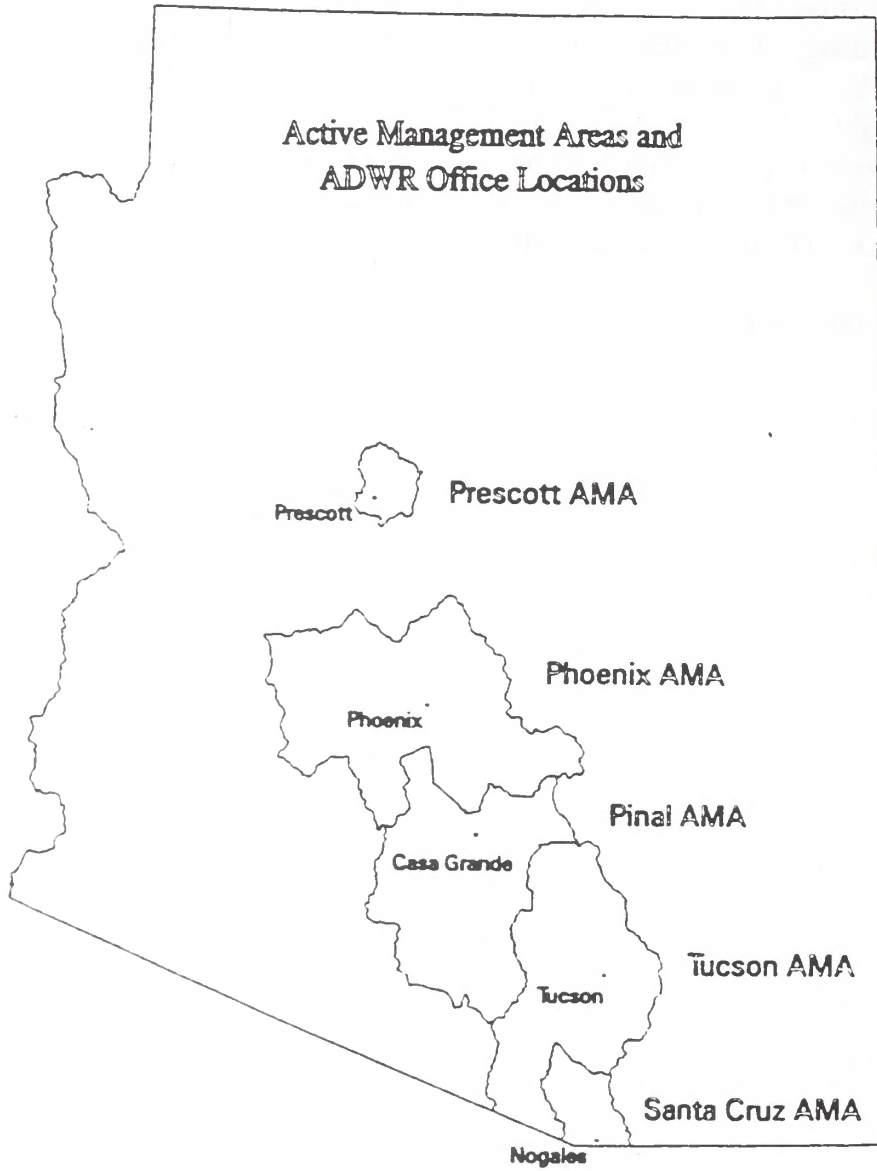 Active Management Areas and
ADWR Office Locations
Prescott AMA
Prescott
Phoenix AMA
Phoenix
Pinal AMA
Casa Grande
Tucson AMA
Tucson
Santa Cruz AMA
Nogales